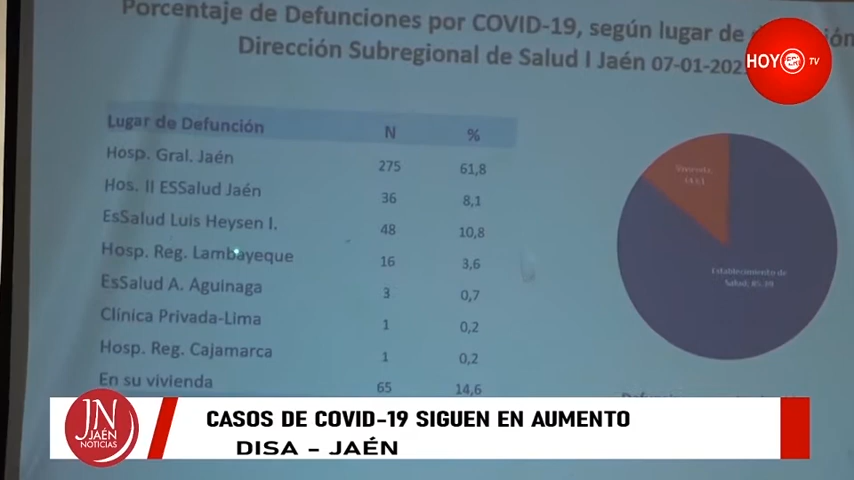 Porcentaje de Defunciones por COVID-19, según lugar de
Dirección Subregional de Salud I Jaén 07-01-202
HOY TV
Lugar de Defunción N %
Hosp. Gral. Jaén 275 61,8
Hos. II ESSalud Jaén 36 8,1
EsSalud Luis Heysen I. 48 10,8
Hosp. Reg. Lambayeque 16 3,6
EsSalud A. Aguinaga 3 0,7
Clínica Privada-Lima 1 0,2
Hosp. Reg. Cajamarca 1 0,2
En su vivienda 65 14,6
Vivienda
Establecimiento de
Salud, 85.39
JN
JAÉN
NOTICIAS
CASOS DE COVID-19 SIGUEN EN AUMENTO
DISA - JAÉN